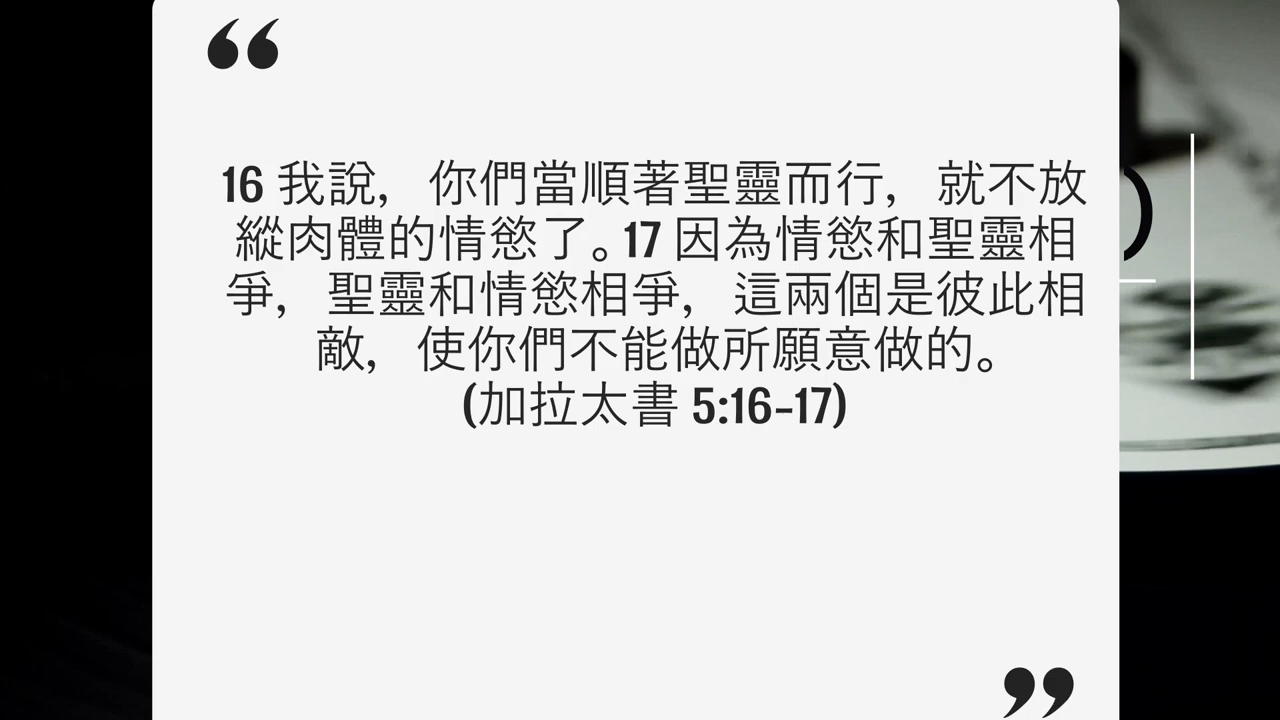 “
16 我說，你們當順著聖靈而行，就不放
縱肉體的情慾了。17 因為情慾和聖靈相
爭，聖靈和情慾相爭，這兩個是彼此相
敵，使你們不能做所願意做的。
(加拉太書 5:16-17)
”